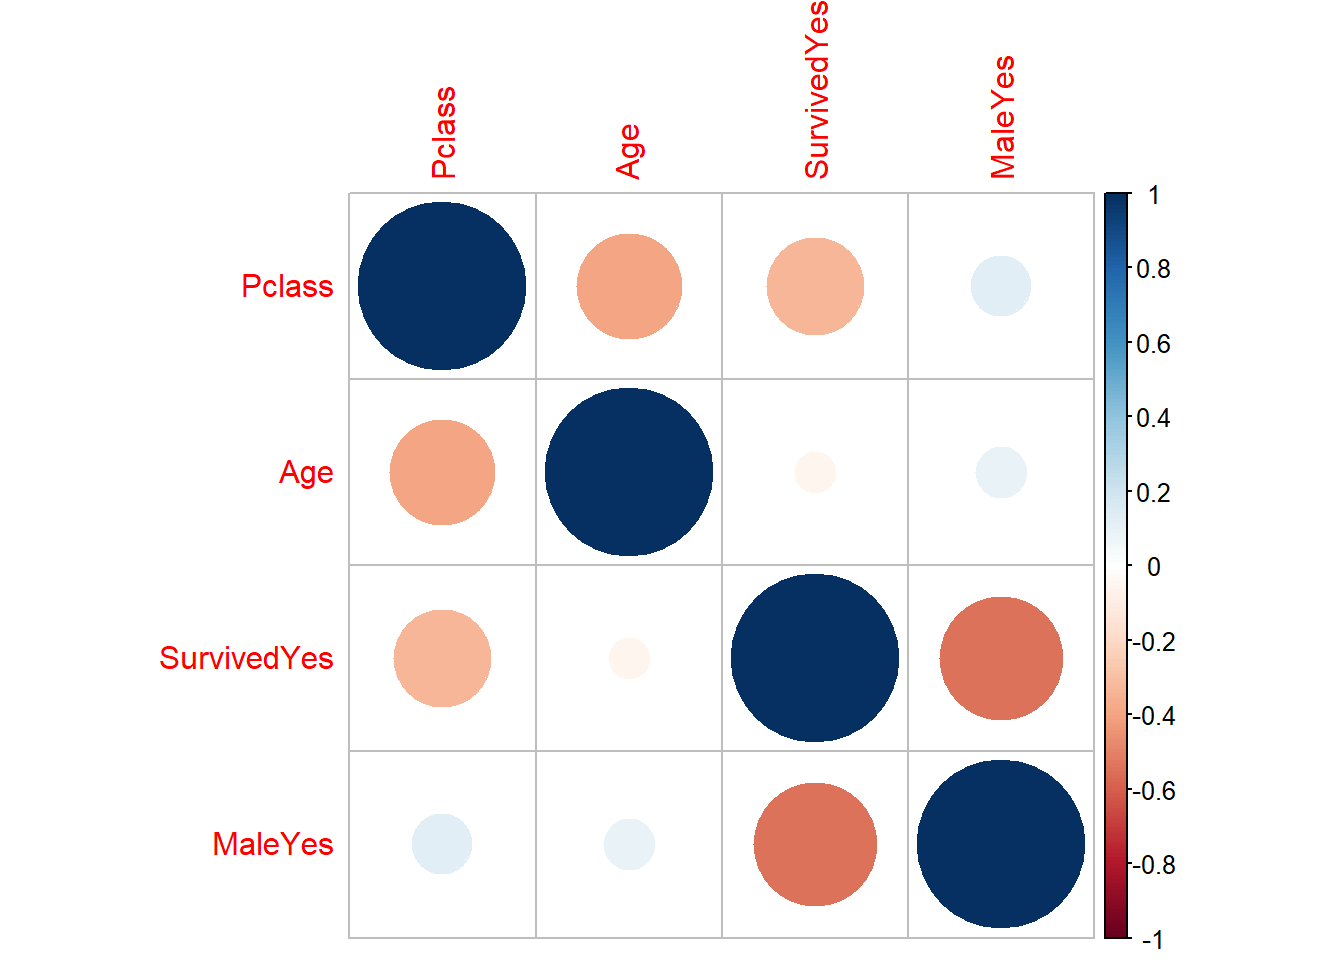 Pclass
Age
SurvivedYes
MaleYes
Pclass
Age
SurvivedYes
MaleYes
1
0.8
0.6
0.4
0.2
0
-0.2
-0.4
-0.6
-0.8
-1